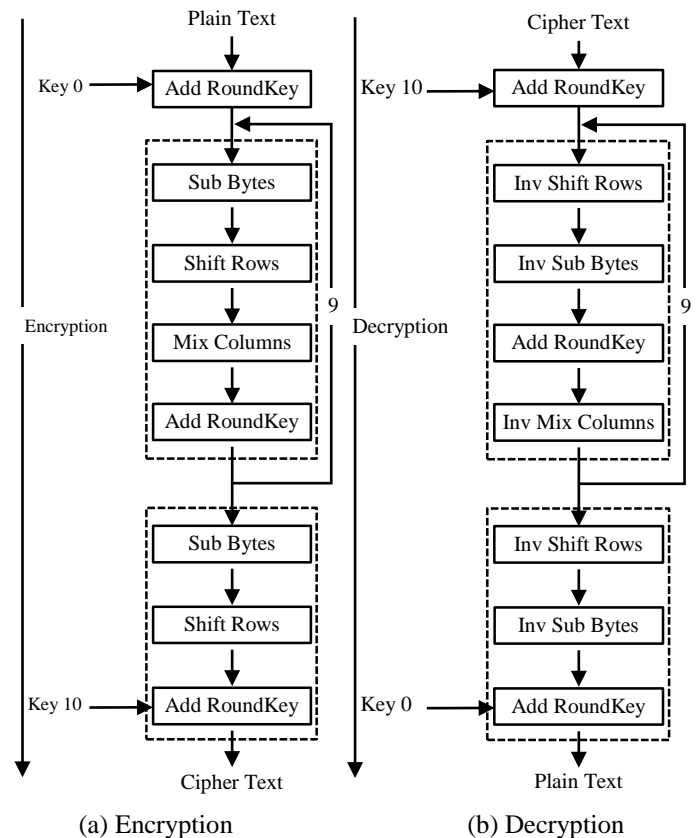 Plain Text
Key 0
Add RoundKey
Sub Bytes
Shift Rows
9
Encryption
Mix Columns
Add RoundKey
Sub Bytes
Shift Rows
Key 10
Add RoundKey
Cipher Text
(a) Encryption
Cipher Text
Key 10
Add RoundKey
Inv Shift Rows
Inv Sub Bytes
9
Decryption
Add RoundKey
Inv Mix Columns
Inv Shift Rows
Inv Sub Bytes
Key 0
Add RoundKey
Plain Text
(b) Decryption